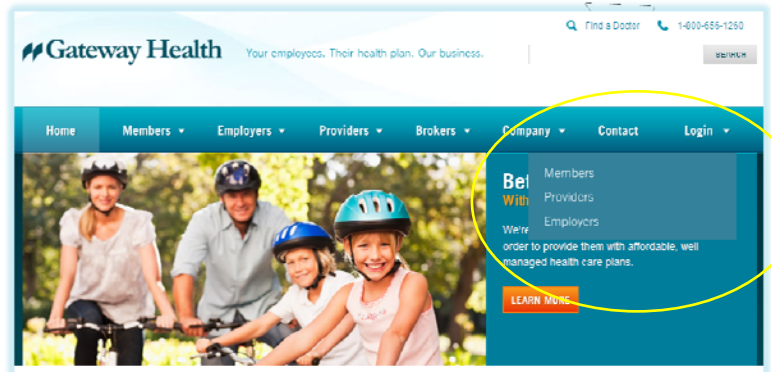 Find a Doctor 1-800-656-1260
Gateway Health Your employees. Their health plan. Our business. SEARCH
Home Members Employers Providers Brokers Company Contact Login
Members
Providers
Employers
Bef
With
We're
order to provide them with affordable, well
managed health care plans.
LEARN MORE